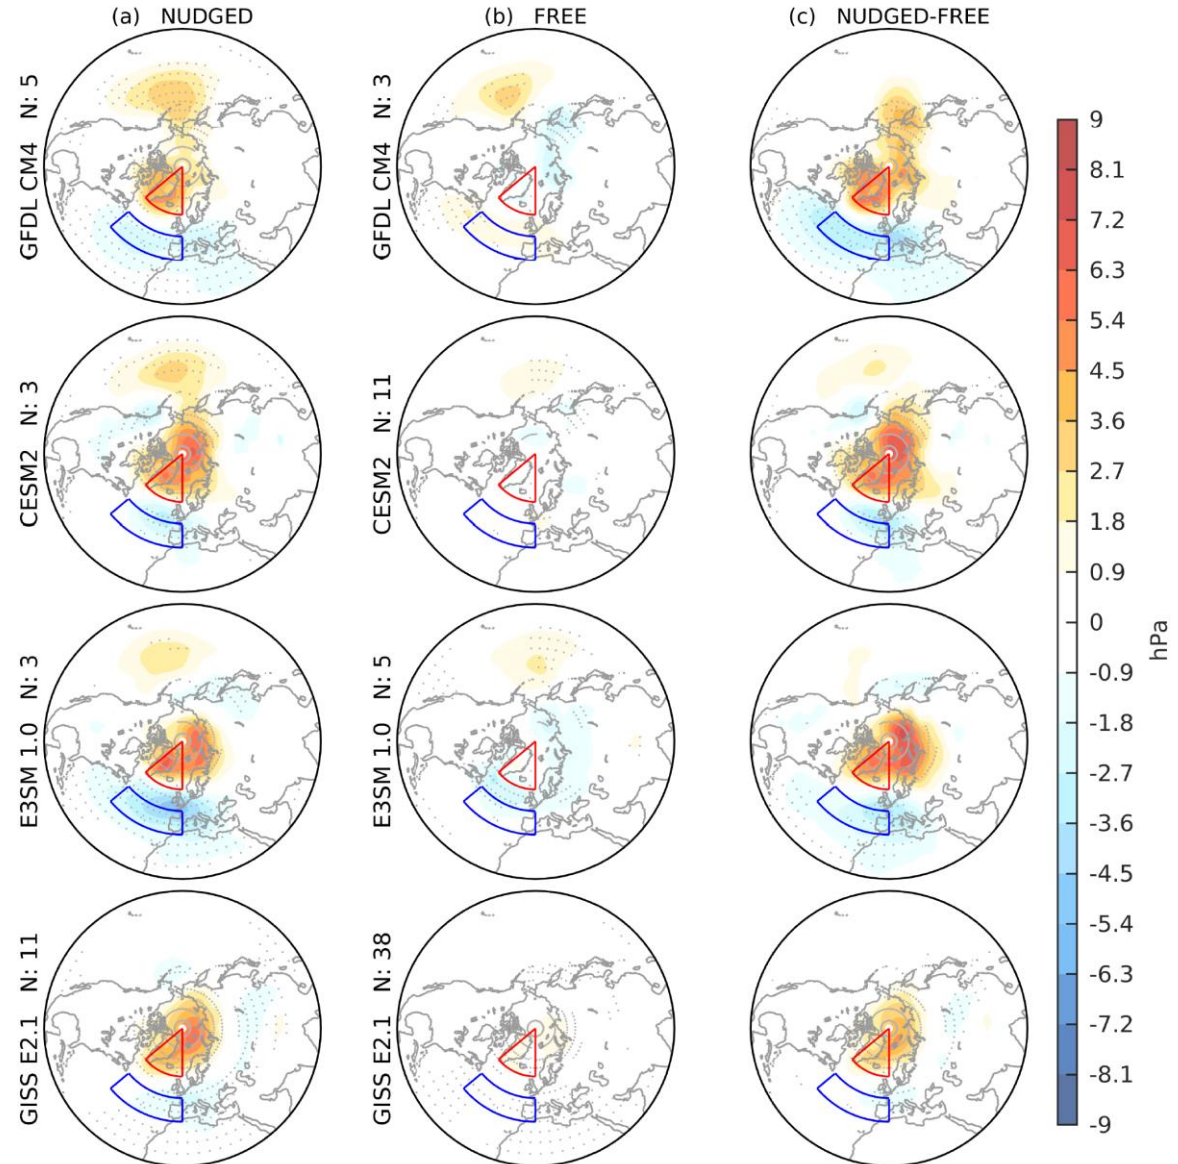 (a) NUDGED
(b) FREE
(c) NUDGED-FREE
GFDL CM4 N: 5
GFDL CM4 N: 3
CESM2 N: 3
CESM2 N: 11
E3SM 1.0 N: 3
E3SM 1.0 N: 5
GISS E2.1 N: 11
GISS E2.1 N: 38
9
8.1
7.2
6.3
5.4
4.5
3.6
2.7
1.8
0.9
0
-0.9
-1.8
-2.7
-3.6
-4.5
-5.4
-6.3
-7.2
-8.1
-9
hPa